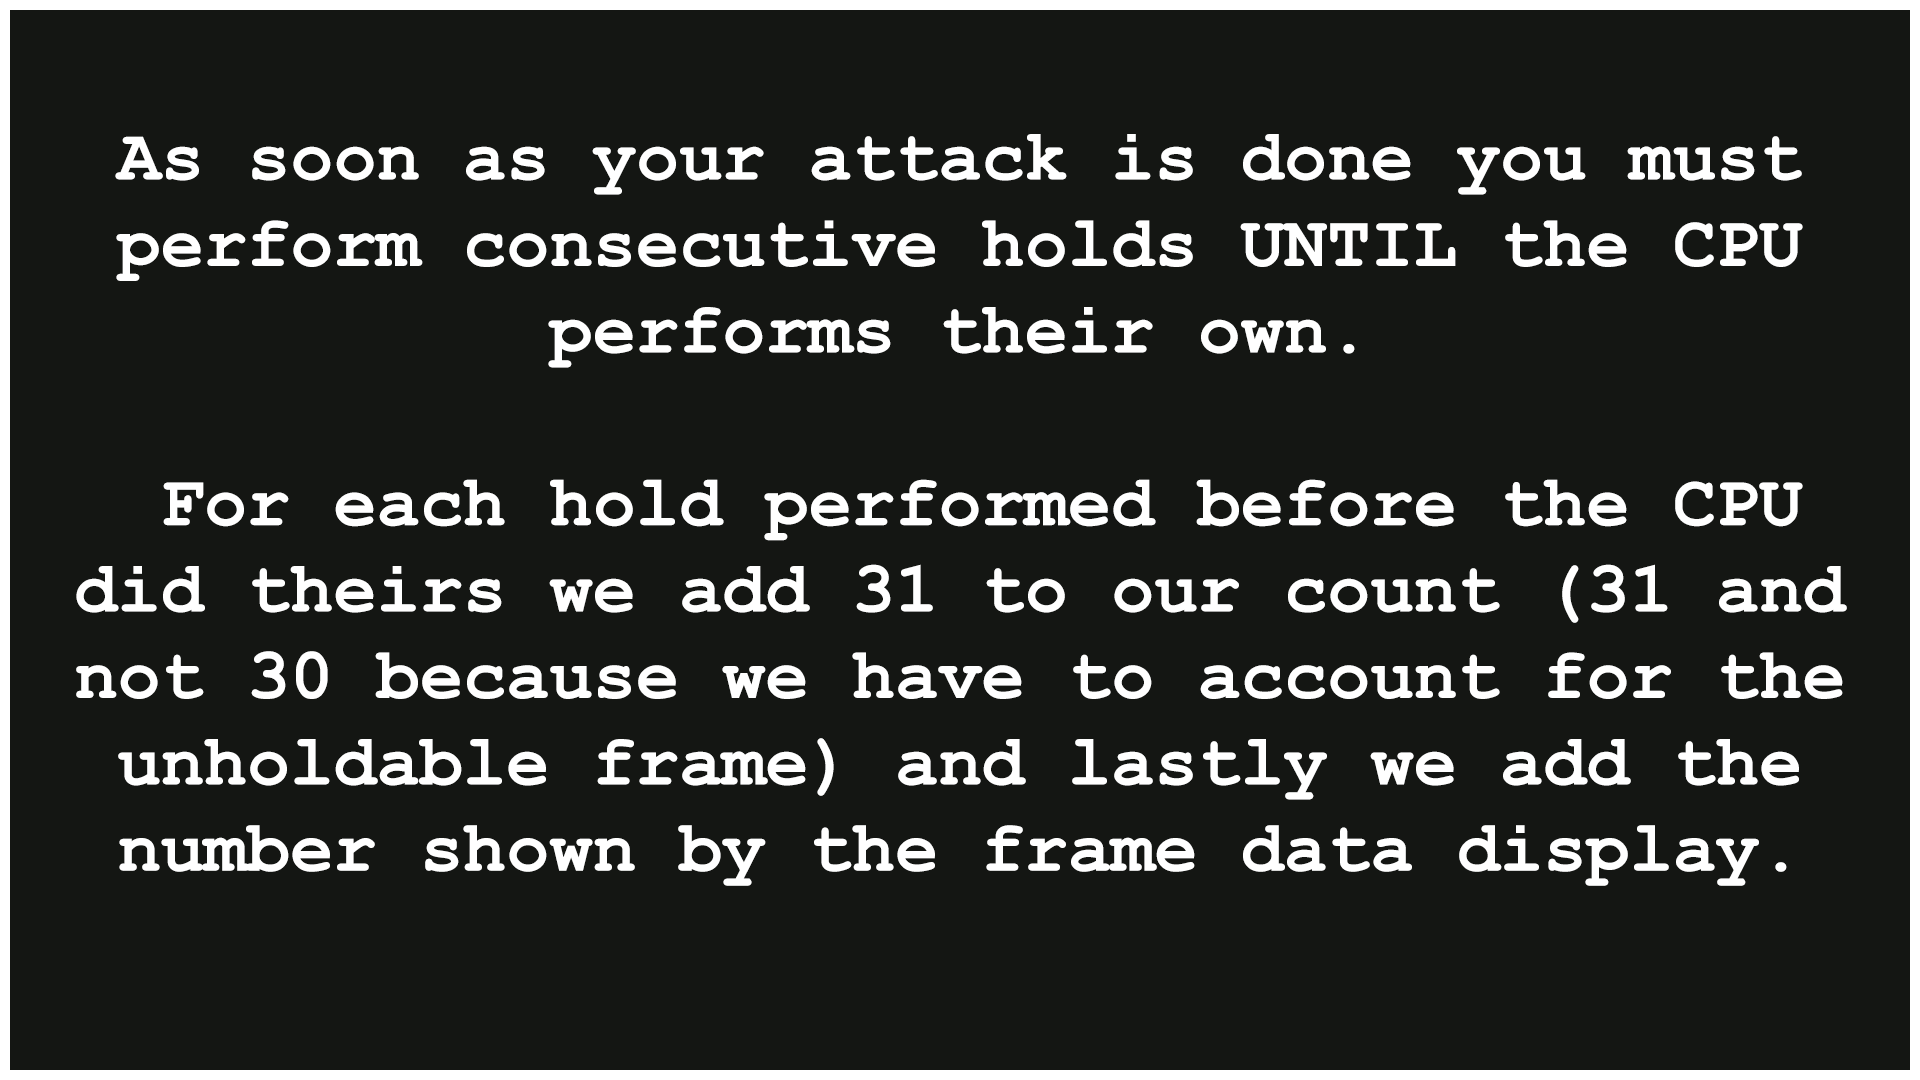 As soon as your attack is done you must
perform consecutive holds UNTIL the CPU
performs their own.
For each hold performed before the CPU
did theirs we add 31 to our count (31 and
not 30 because we have to account for the
unholdable frame) and lastly we add the
number shown by the frame data display.